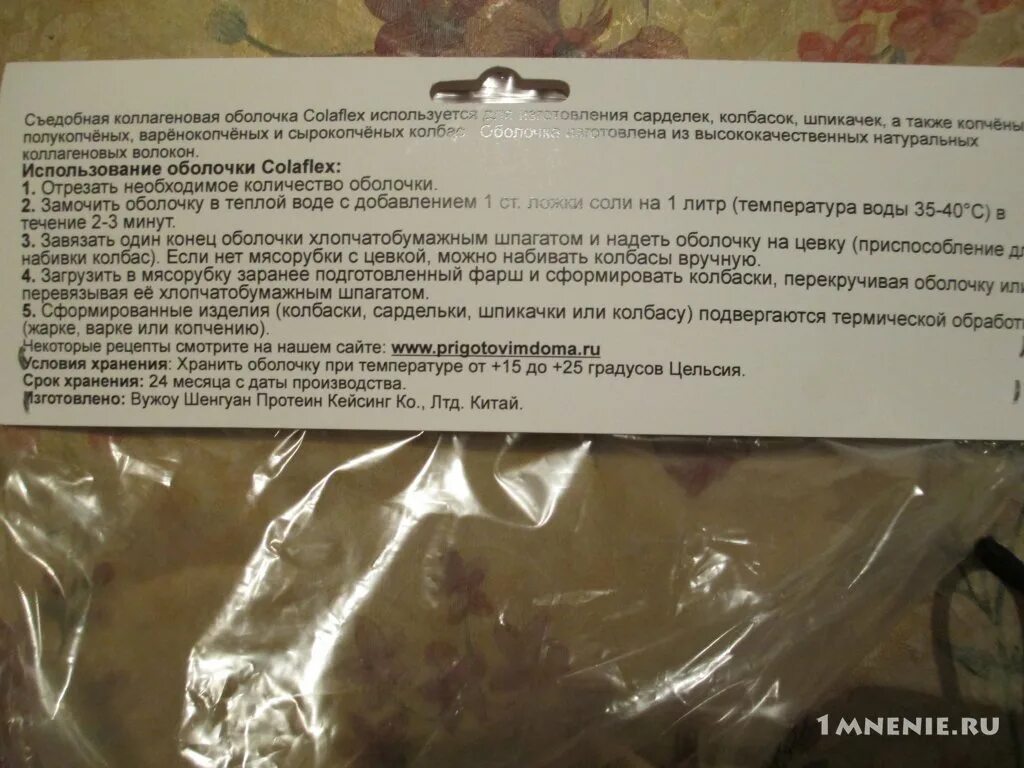 Съедобная коллагеновая оболочка Colaflex используется для изготовления сарделек, колбасок, шпикачек, а также копчёны
полукопчёных, варёнокопчёных и сырокопчёных колбас. Оболочка изготовлена из высококачественных натуральных
коллагеновых волокон.
Использование оболочки Colaflex:
1. Отрезать необходимое количество оболочки.
2. Замочить оболочку в теплой воде с добавлением 1 ст. ложки соли на 1 литр (температура воды 35-40°С) в
течение 2-3 минут.
3. Завязать один конец оболочки хлопчатобумажным шпагатом и надеть оболочку на цевку (приспособление дл
набивки колбас). Если нет мясорубки с цевкой, можно набивать колбасы вручную.
4. Загрузить в мясорубку заранее подготовленный фарш и сформировать колбаски, перекручивая оболочку или
перевязывая её хлопчатобумажным шпагатом.
5. Сформированные изделия (колбаски, сардельки, шпикачки или колбасу) подвергаются термической обработк
(жарке, варке или копчению).
Некоторые рецепты смотрите на нашем сайте: www.prigotovimdoma.ru
Условия хранения: Хранить оболочку при температуре от +15 до +25 градусов Цельсия.
Срок хранения: 24 месяца с даты производства.
Изготовлено: Вужоу Шенгуан Протеин Кейсинг Ко., Лтд. Китай.
1MNENIE.RU